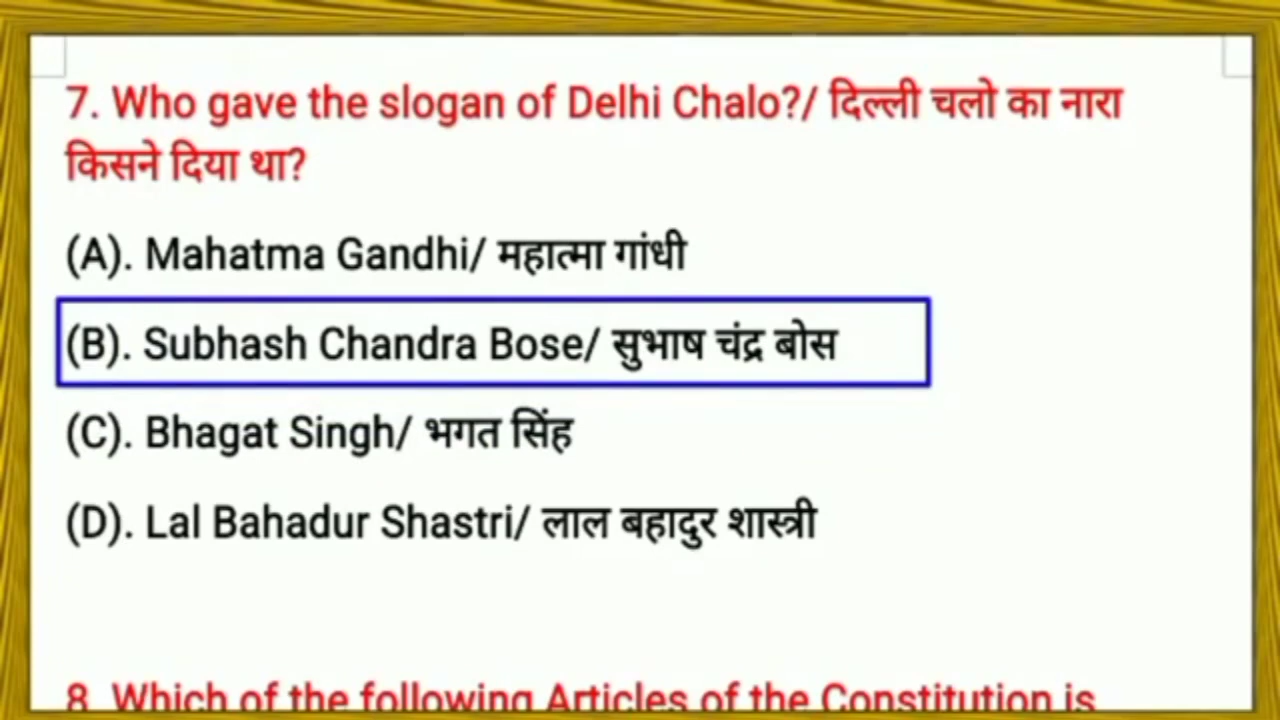 7. Who gave the slogan of Delhi Chalo?/ दिल्ली चलो का नारा
किसने दिया था?
(A). Mahatma Gandhi/ महात्मा गांधी
(B). Subhash Chandra Bose/ सुभाष चंद्र बोस
(C). Bhagat Singh/ भगत सिंह
(D). Lal Bahadur Shastri/ लाल बहादुर शास्त्री
8. Which of the following Articles of the Constitution is